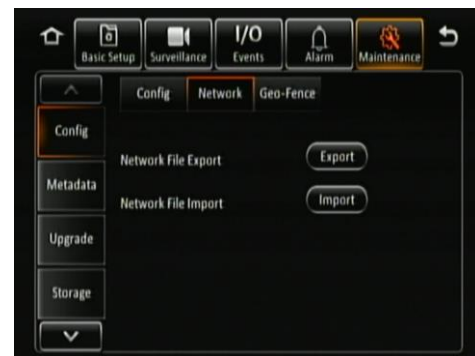 Basic Setup
Surveillance
I/O
Events
Alarm
Maintenance
Config
Network
Geo-Fence
Config
Metadata
Upgrade
Storage
Network File Export
Export
Network File Import
Import